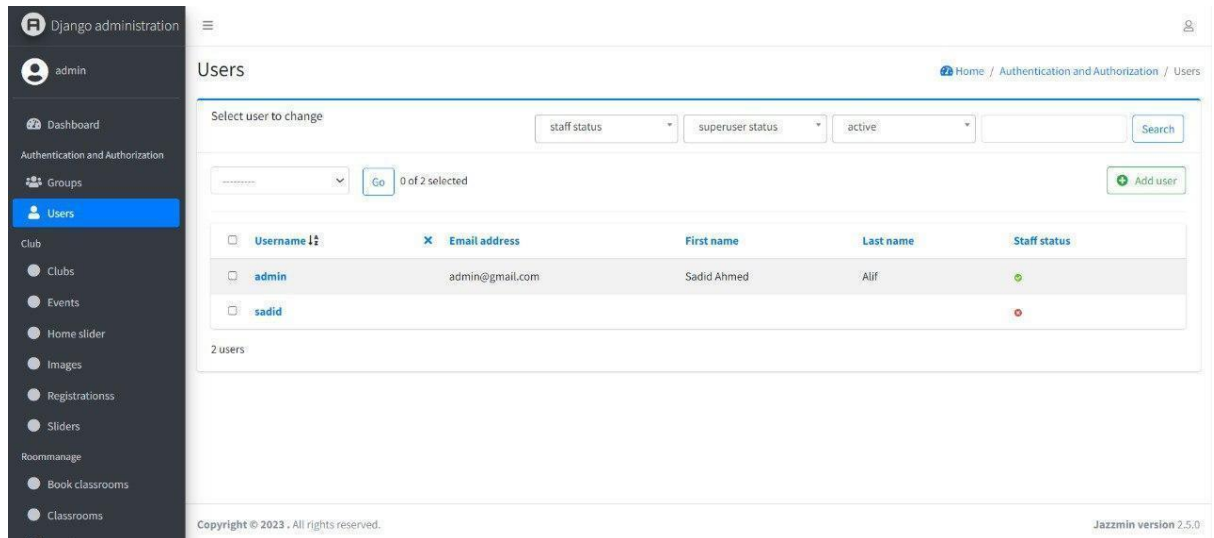 Django administration
admin
Dashboard
Authentication and Authorization
Groups
Users
Club
Clubs
Events
Home slider
Images
Registrationss
Sliders
Roommanage
Book classrooms
Classrooms
Users
Home / Authentication and Authorization / Users
Select user to change
staff status
superuser status
active
Search
---------
Go
0 of 2 selected
Add user
Username Email address First name Last name Staff status
admin admin@gmail.com Sadid Ahmed Alif
sadid
2 users
Copyright © 2023 . All rights reserved.
Jazzmin version 2.5.0